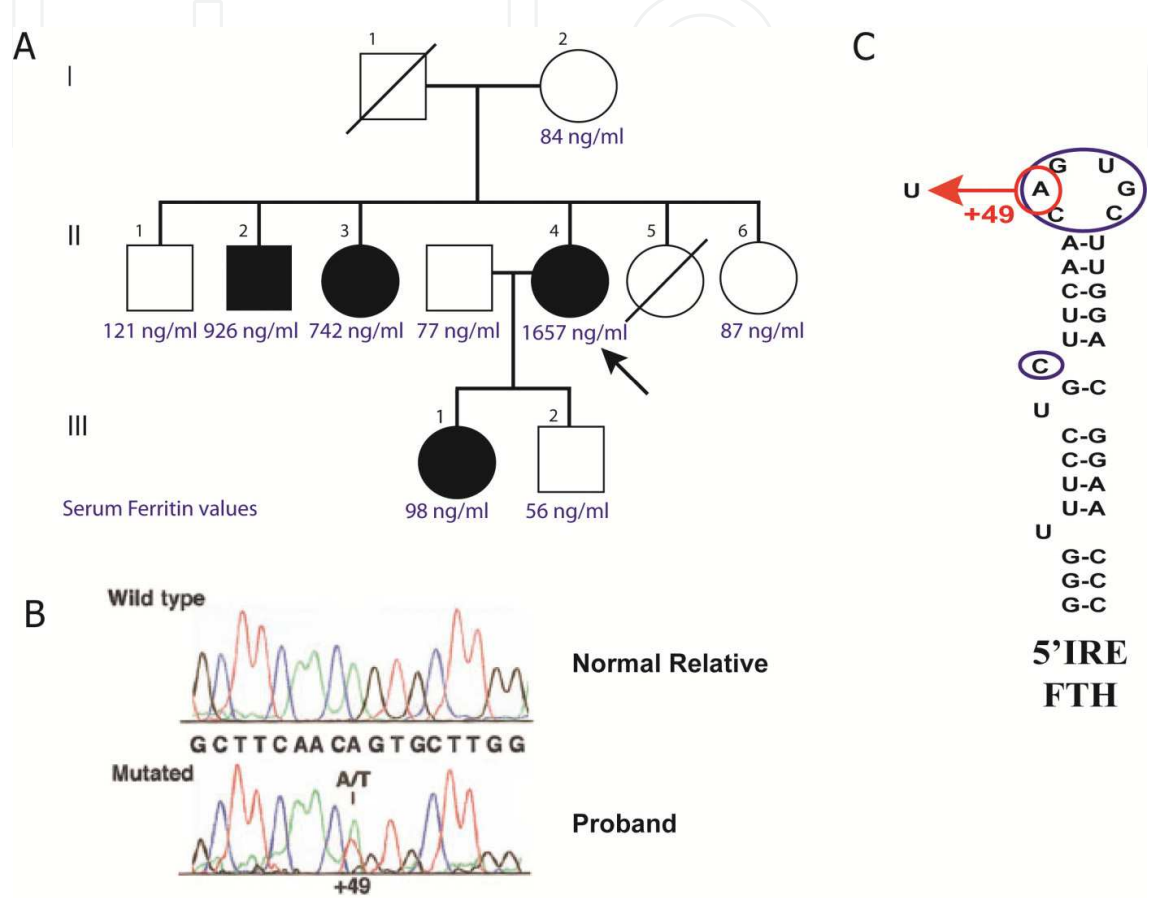 A
C
I
1
2
84 ng/ml
II
1
2
3
4
5
6
121 ng/ml 926 ng/ml 742 ng/ml 77 ng/ml 1657 ng/ml 87 ng/ml
III
1
2
98 ng/ml 56 ng/ml
Serum Ferritin values
B
Wild type
Normal Relative
GCTTCAACAGTGCTTGG
Mutated
A/T
Proband
+49
G U
U A G
+49 C C
A-U
A-U
C-G
U-G
U-A
C
G-C
U
C-G
C-G
U-A
U-A
U
G-C
G-C
G-C
5'IRE
FTH